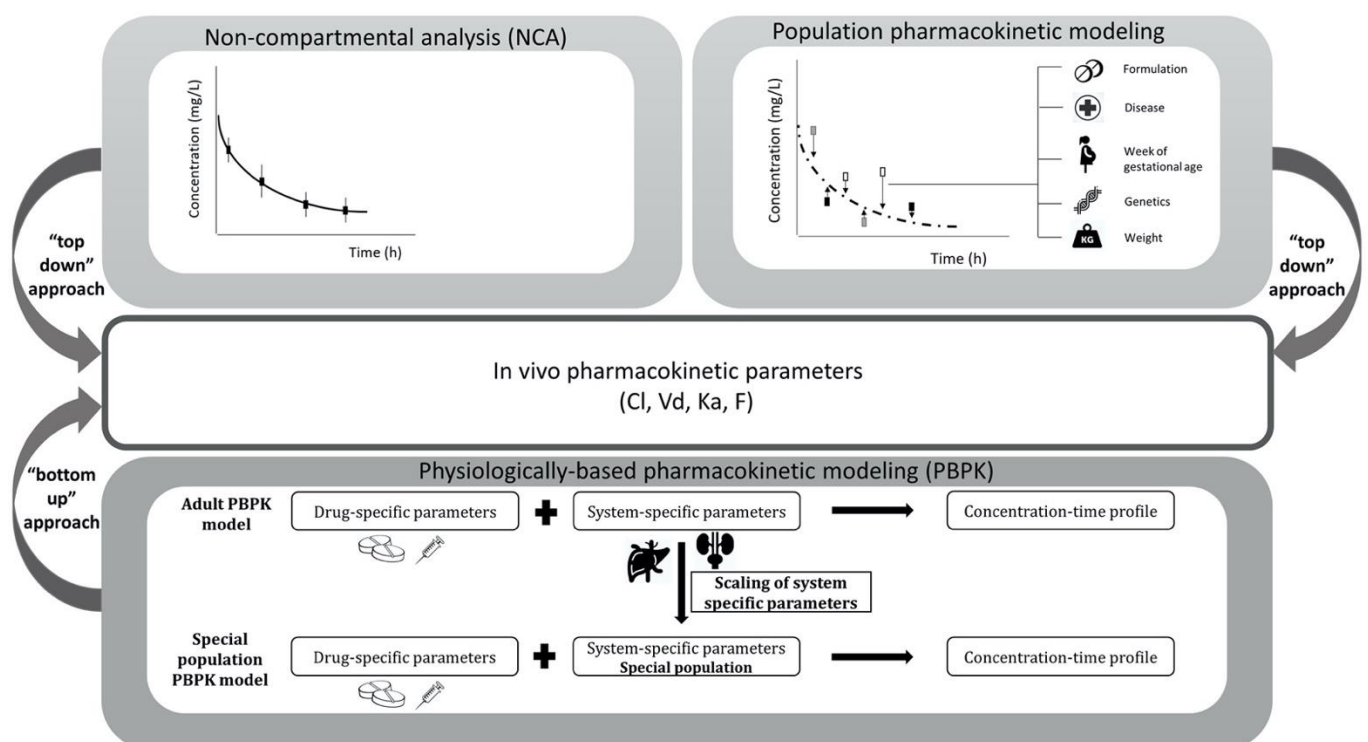 Non-compartmental analysis (NCA)
Concentration (mg/L)
Time (h)
Population pharmacokinetic modeling
Concentration (mg/L)
Time (h)
Formulation
Disease
Week of
gestational age
Genetics
KG
Weight
“top
down”
approach
“top
down”
approach
In vivo pharmacokinetic parameters
(Cl, Vd, Ka, F)
“bottom
up”
approach
Physiologically-based pharmacokinetic modeling (PBPK)
Adult PBPK
model
Drug-specific parameters
System-specific parameters
Concentration-time profile
Scaling of system
specific parameters
Special
population
PBPK model
Drug-specific parameters
System-specific parameters
Special population
Concentration-time profile